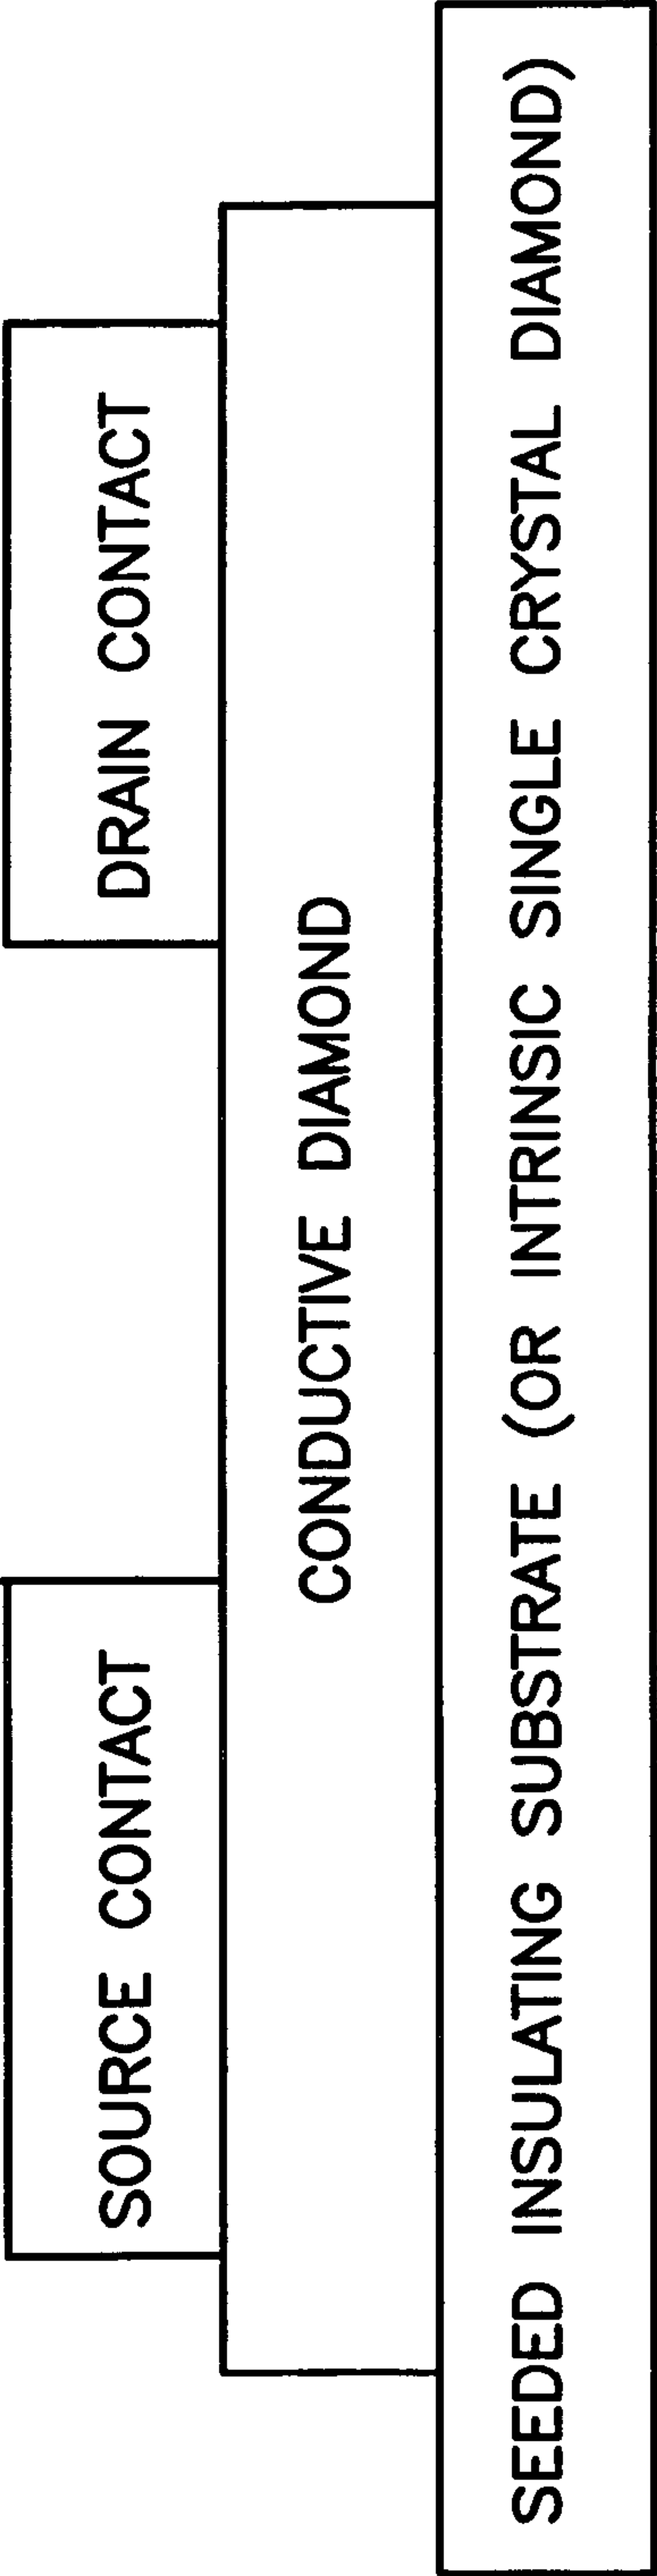 SOURCE CONTACT
DRAIN CONTACT
CONDUCTIVE DIAMOND
SEEDED INSULATING SUBSTRATE (OR INTRINSIC SINGLE CRYSTAL DIAMOND)